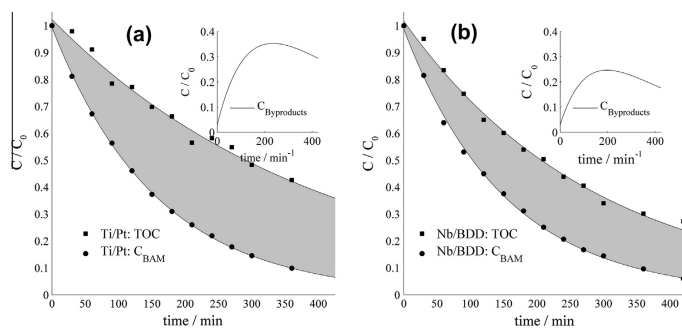 (a)
C / C0
1
0.9
0.8
0.7
0.6
0.5
0.4
0.3
0.2
0.1
0
0 50 100 150 200 250 300 350 400
time / min
Ti/Pt: TOC
Ti/Pt: CBAM
C / C0
0.4
0.3
0.2
0.1
0
CByproducts
0 200 400
time / min-1
(b)
C / C0
1
0.9
0.8
0.7
0.6
0.5
0.4
0.3
0.2
0.1
0
0 50 100 150 200 250 300 350 400
time / min
Nb/BDD: TOC
Nb/BDD: CBAM
C / C0
0.4
0.3
0.2
0.1
0
CByproducts
0 200 400
time / min-1